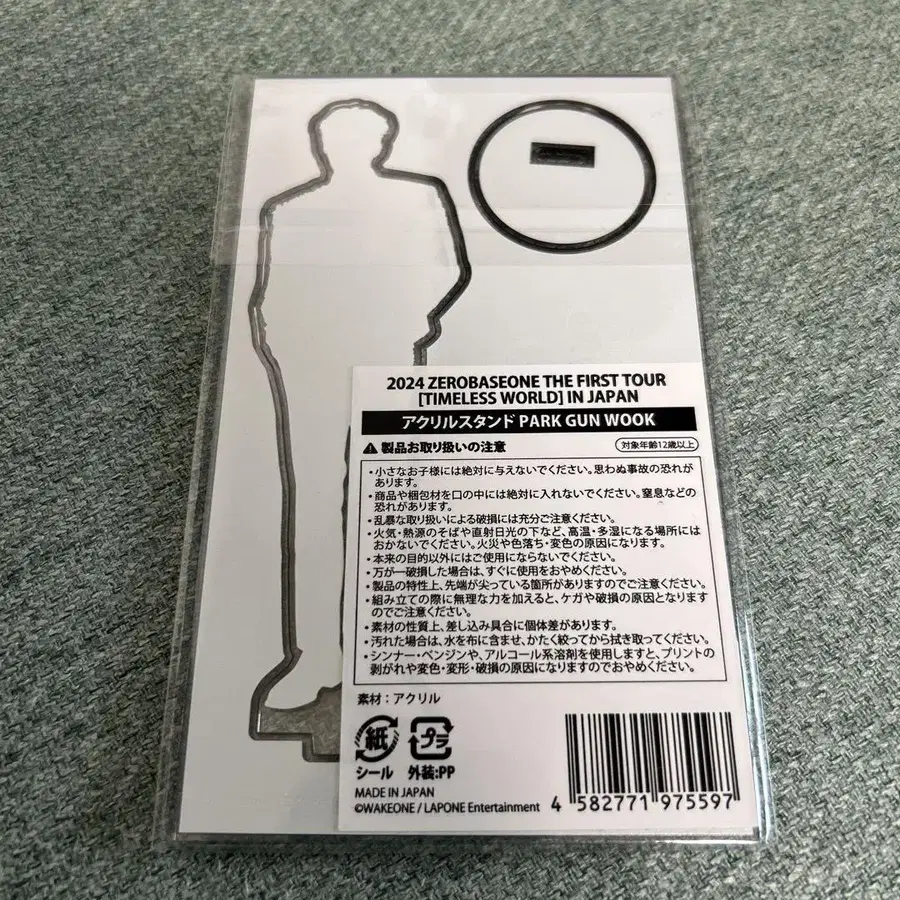 2024 ZEROBASEONE THE FIRST TOUR
[TIMELESS WORLD] IN JAPAN
アクリルスタンド PARK GUN WOOK
⚠ 製品お取り扱いの注意
対象年齢12歳以上
・小さなお子様には絶対に与えないでください。思わぬ事故の恐れが
あります。
・商品や梱包材を口の中には絶対に入れないでください。窒息などの
恐れがあります。
・乱暴な取り扱いによる破損には充分ご注意ください。
・火気・熱源のそばや直射日光の下など、高温・多湿になる場所には
おかないでください。火災や色落ち・変色の原因になります。
・本来の目的以外にはご使用にならないでください。
・万が一破損した場合は、すぐに使用をおやめください。
・製品の特性上、先端が尖っている箇所がありますのでご注意ください。
・組み立ての際に無理な力を加えると、ケガや破損の原因となります
のでご注意ください。
・素材の性質上、差し込み具合に個体差があります。
・汚れた場合は、水を布に含ませ、かたく絞ってから拭き取ってください。
・シンナー・ベンジンや、アルコール系溶剤を使用しますと、プリントの
剥がれや変色・変形・破損の原因になりますのでおやめください。
素材：アクリル
紙 プラ
シール 外装:PP
MADE IN JAPAN
©WAKEONE / LAPONE Entertainment
4 582771 975597